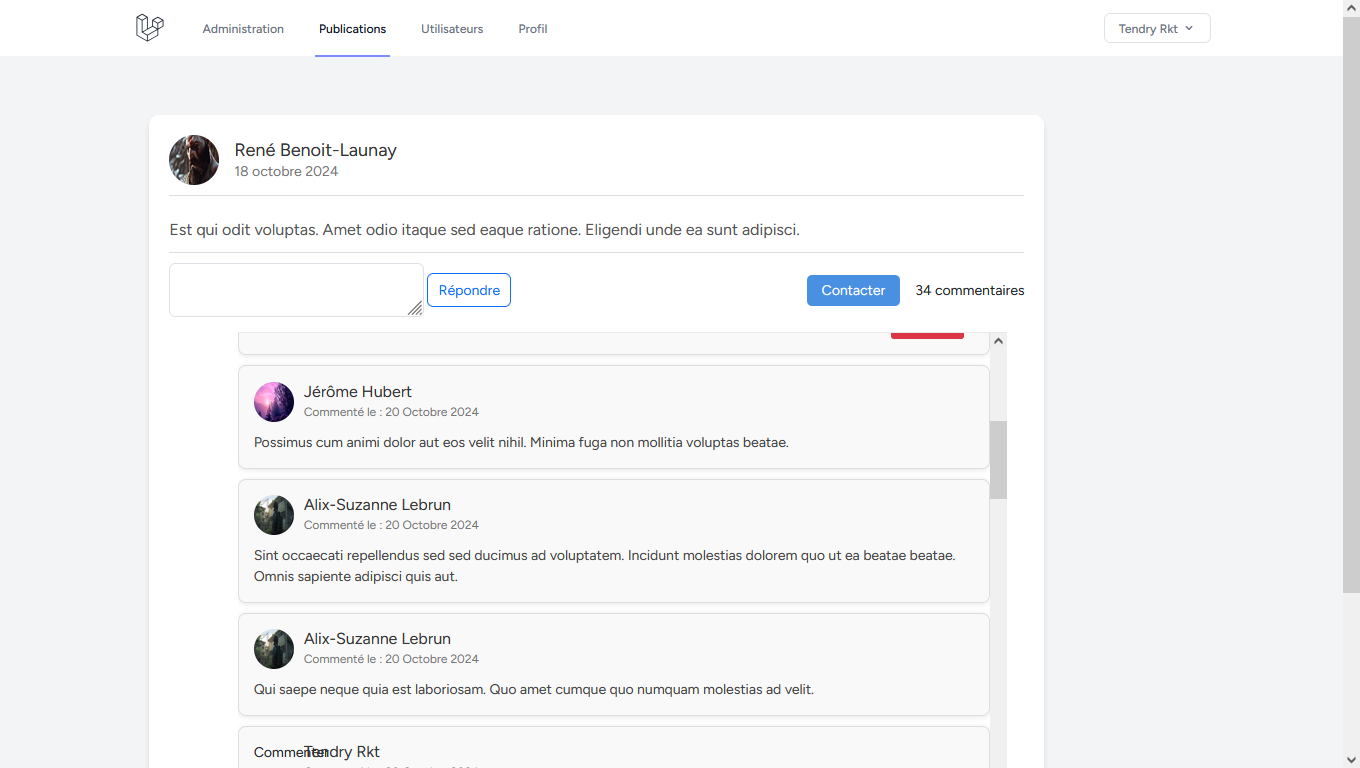 Administration Publications Utilisateurs Profil Tendry Rkt
René Benoit-Launay
18 octobre 2024
Est qui odit voluptas. Amet odio itaque sed eaque ratione. Eligendi unde ea sunt adipisci.
Répondre Contacter 34 commentaires
Jérôme Hubert
Commenté le : 20 Octobre 2024
Possimus cum animi dolor aut eos velit nihil. Minima fuga non mollitia voluptas beatae.
Alix-Suzanne Lebrun
Commenté le : 20 Octobre 2024
Sint occaecati repellendus sed sed ducimus ad voluptatem. Incidunt molestias dolorem quo ut ea beatae beatae.
Omnis sapiente adipisci quis aut.
Alix-Suzanne Lebrun
Commenté le : 20 Octobre 2024
Qui saepe neque quia est laboriosam. Quo amet cumque quo numquam molestias ad velit.
Commenter Tendry Rkt